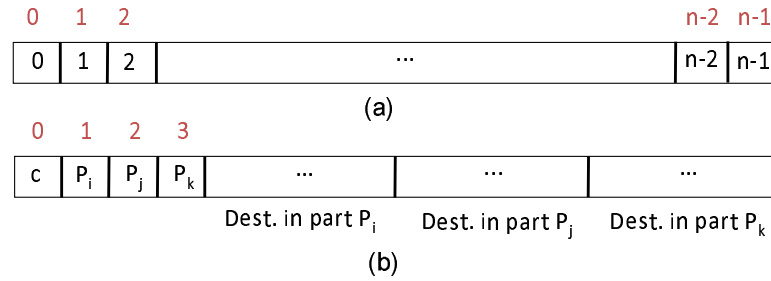 0 1 2 n-2 n-1
0 1 2 ... n-2 n-1
(a)
0 1 2 3
c Pi Pj Pk ... ... ...
Dest. in part Pi Dest. in part Pj Dest. in part Pk
(b)